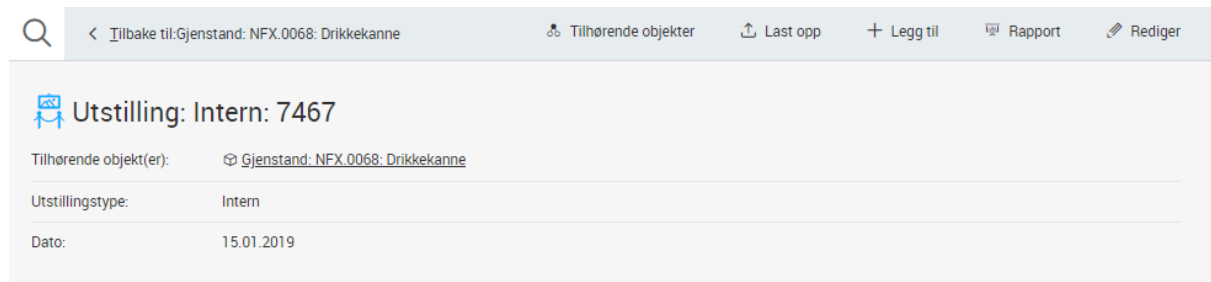 Tilbake til:Gjenstand: NFX.0068: Drikkekanne Tilhørende objekter Last opp Legg til Rapport Rediger
Utstilling: Intern: 7467
Tilhørende objekt(er): Gjenstand: NFX.0068: Drikkekanne
Utstillingstype: Intern
Dato: 15.01.2019